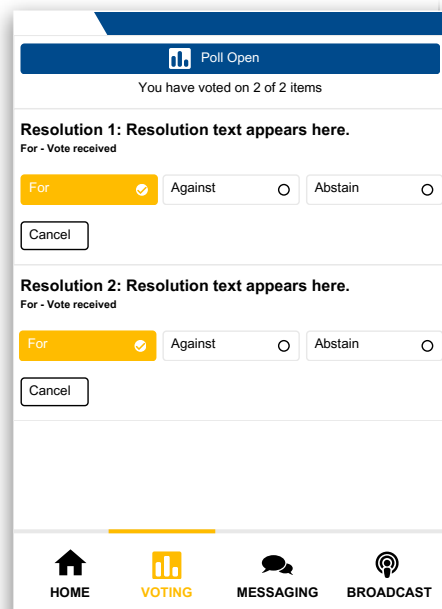 Poll Open
You have voted on 2 of 2 items
Resolution 1: Resolution text appears here.
For - Vote received
For Against Abstain
Cancel
Resolution 2: Resolution text appears here.
For - Vote received
For Against Abstain
Cancel
HOME VOTING MESSAGING BROADCAST